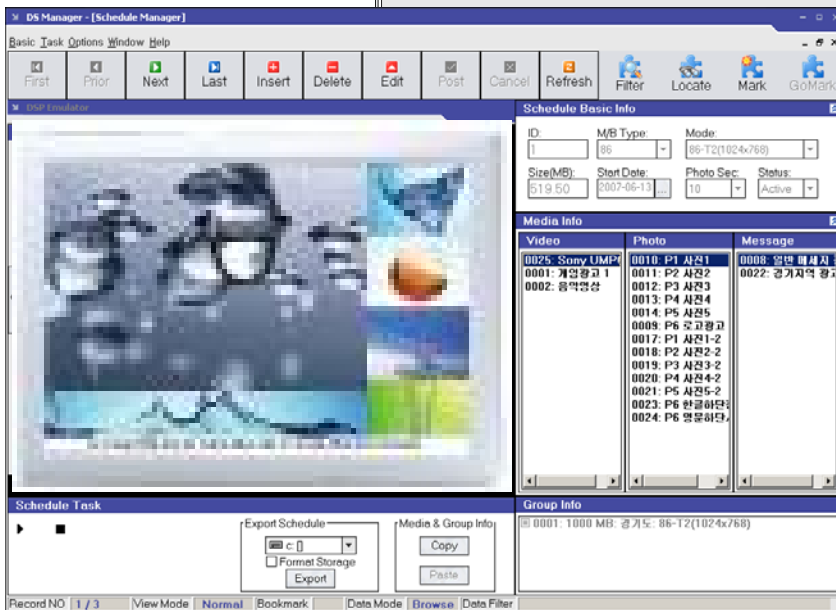 DS Manager - [Schedule Manager]
Basic Task Options Window Help
First Prior Next Last Insert Delete Edit Post Cancel Refresh Filter Locate Mark GoMark
DSP Emulator
Schedule Basic Info
ID: M/B Type: Mode:
1 86 86-T2(1024x768)
Size(MB): Start Date: Photo Sec: Status:
519.50 2007-06-13 ... 10 Active
Media Info
Video
0025: Sony UMP
0001: 게임광고 1
0002: 음악영상
Photo
0010: P1 사진1
0011: P2 사진2
0012: P3 사진3
0013: P4 사진4
0014: P5 사진5
0009: P6 로고광고
0017: P1 사진1-2
0018: P2 사진2-2
0019: P3 사진3-2
0020: P4 사진4-2
0021: P5 사진5-2
0023: P6 한글하단
0024: P6 영문하단
Message
0008: 일반 메세지
0022: 경기지역 광고
Schedule Task
Export Schedule
c: []
Format Storage
Export
Media & Group Info
Copy
Paste
Group Info
0001: 1000 MB: 경기도: 86-T2(1024x768)
Record NO 1 / 3 View Mode Normal Bookmark Data Mode Browse Data Filter